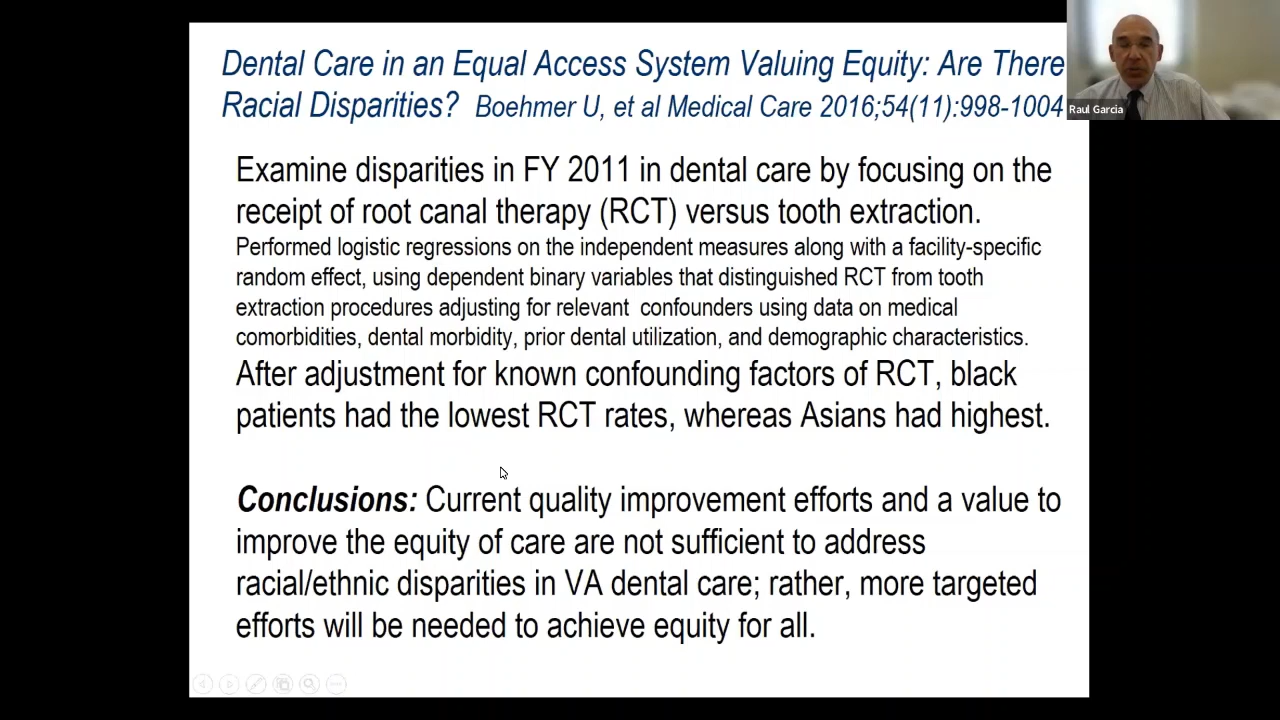 Dental Care in an Equal Access System Valuing Equity: Are There
Racial Disparities? Boehmer U, et al Medical Care 2016;54(11):998-1004
Raul Garcia
Examine disparities in FY 2011 in dental care by focusing on the
receipt of root canal therapy (RCT) versus tooth extraction.
Performed logistic regressions on the independent measures along with a facility-specific
random effect, using dependent binary variables that distinguished RCT from tooth
extraction procedures adjusting for relevant confounders using data on medical
comorbidities, dental morbidity, prior dental utilization, and demographic characteristics.
After adjustment for known confounding factors of RCT, black
patients had the lowest RCT rates, whereas Asians had highest.
Conclusions: Current quality improvement efforts and a value to
improve the equity of care are not sufficient to address
racial/ethnic disparities in VA dental care; rather, more targeted
efforts will be needed to achieve equity for all.